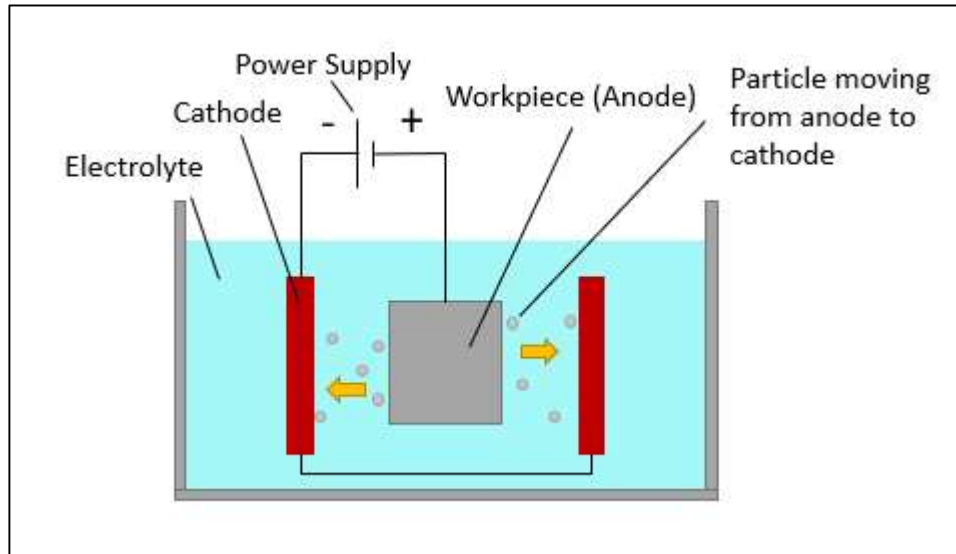 Power Supply
- +
Cathode
Electrolyte
Workpiece (Anode)
Particle moving
from anode to
cathode